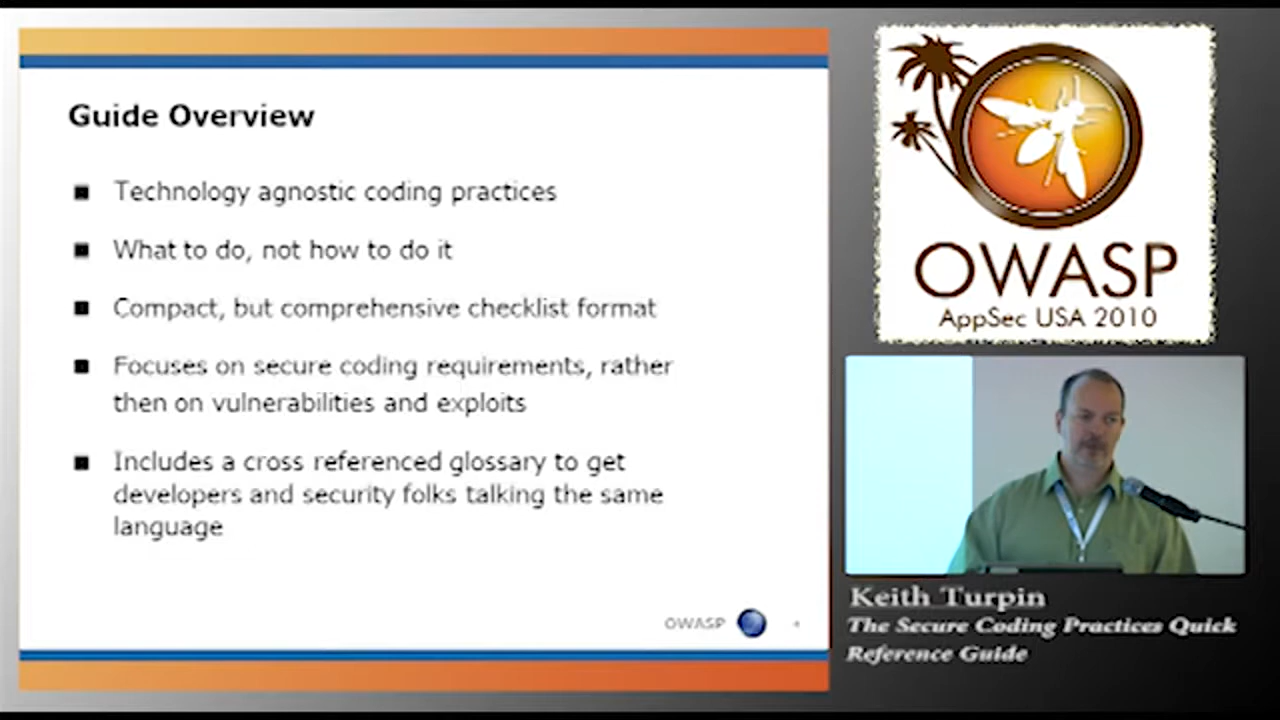 Guide Overview
■ Technology agnostic coding practices
■ What to do, not how to do it
■ Compact, but comprehensive checklist format
■ Focuses on secure coding requirements, rather
then on vulnerabilities and exploits
■ Includes a cross referenced glossary to get
developers and security folks talking the same
language
OWASP
OWASP
AppSec USA 2010
Keith Turpin
The Secure Coding Practices Quick
Reference Guide